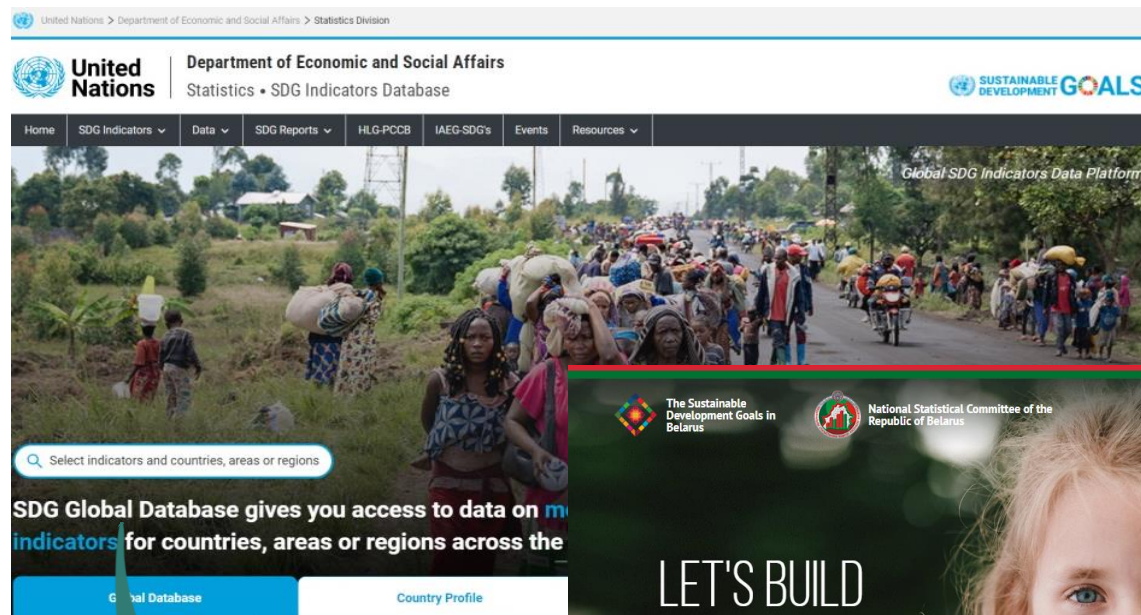 United Nations > Department of Economic and Social Affairs > Statistics Division
United
Nations
Department of Economic and Social Affairs
Statistics • SDG Indicators Database
SUSTAINABLE
DEVELOPMENT GOALS
Home SDG Indicators Data SDG Reports HLG-PCCB IAEG-SDG's Events Resources
Global SDG Indicators Data Platform
Select indicators and countries, areas or regions
SDG Global Database gives you access to data on
indicators for countries, areas or regions across the
Database
Country Profile
The Sustainable
Development Goals in
Belarus
National Statistical Committee of the
Republic of Belarus
LET'S BUILD